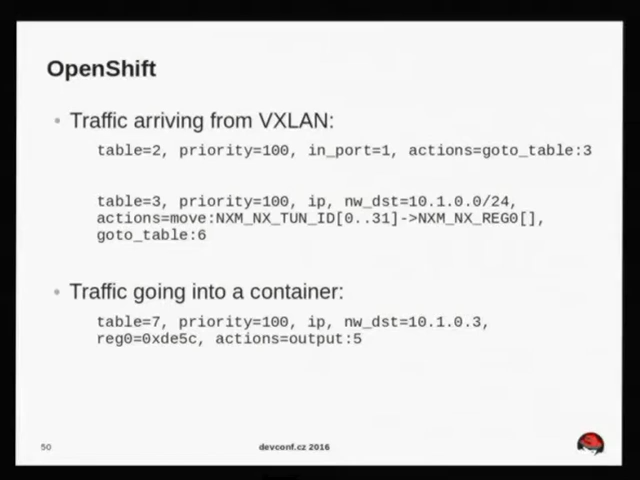 OpenShift
• Traffic arriving from VXLAN:
table=2, priority=100, in_port=1, actions=goto_table:3
table=3, priority=100, ip, nw_dst=10.1.0.0/24,
actions=move:NXM_NX_TUN_ID[0..31]->NXM_NX_REG0[],
goto_table:6
• Traffic going into a container:
table=7, priority=100, ip, nw_dst=10.1.0.3,
reg0=0xde5c, actions=output:5
50
devconf.cz 2016